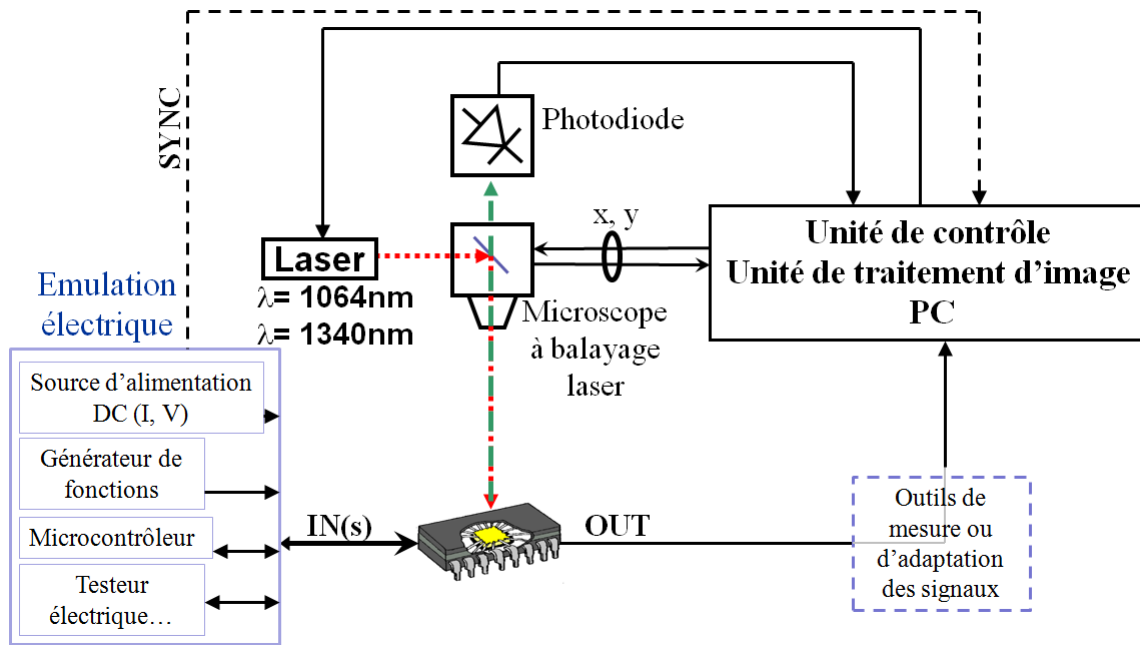 SYNC
Photodiode
x, y
Laser
λ= 1064nm
λ= 1340nm
Microscope
à balayage
laser
Unité de contrôle
Unité de traitement d’image
PC
Emulation
électrique
Source d’alimentation
DC (I, V)
Générateur de
fonctions
Microcontrôleur
Testeur
électrique…
IN(s)
OUT
Outils de
mesure ou
d’adaptation
des signaux